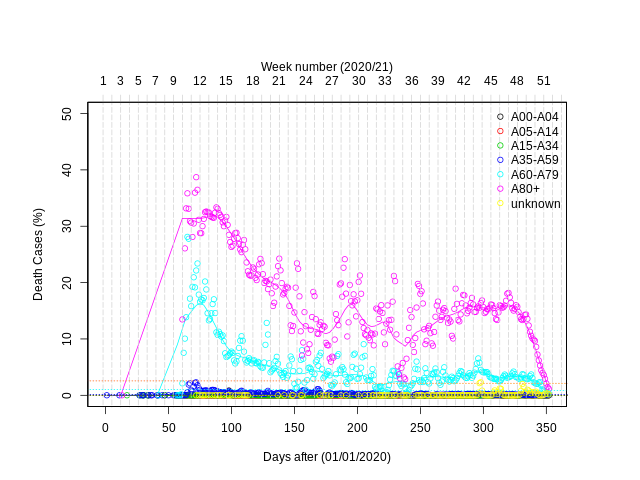 Week number (2020/21)
1 3 5 7 9 12 15 18 21 24 27 30 33 36 39 42 45 48 51
50
40
30
20
10
0
Death Cases (%)
A00-A04
A05-A14
A15-A34
A35-A59
A60-A79
A80+
unknown
0 50 100 150 200 250 300 350
Days after (01/01/2020)